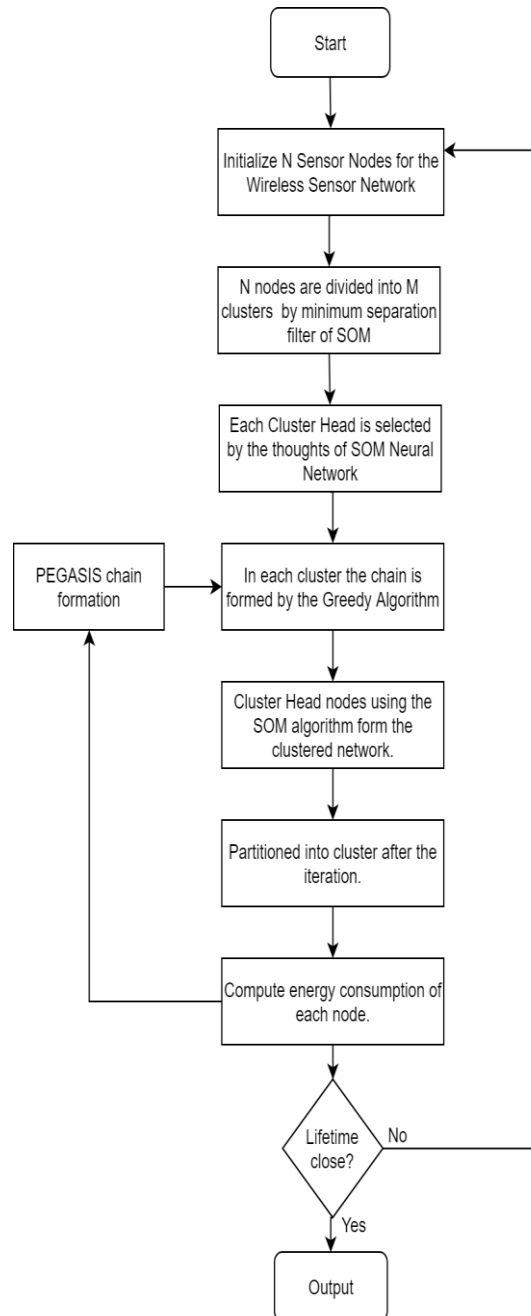 Start
Initialize N Sensor Nodes for the
Wireless Sensor Network
N nodes are divided into M
clusters by minimum separation
filter of SOM
Each Cluster Head is selected
by the thoughts of SOM Neural
Network
PEGASIS chain
formation
In each cluster the chain is
formed by the Greedy Algorithm
Cluster Head nodes using the
SOM algorithm form the
clustered network.
Partitioned into cluster after the
iteration.
Compute energy consumption of
each node.
Lifetime
close?
No
Yes
Output